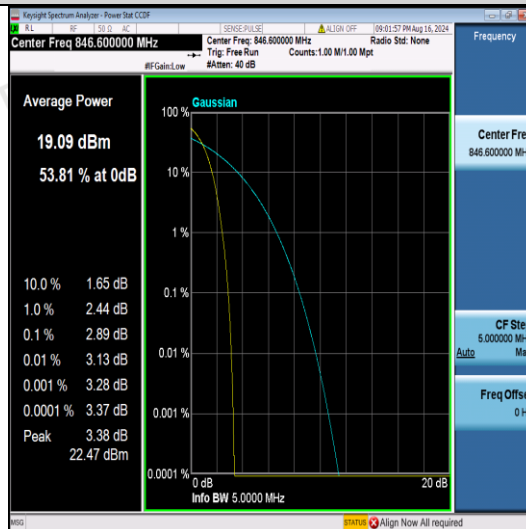 Keysight Spectrum Analyzer - Power Stat CCDF
RL RF 50 Ω AC SENSE:PULSE ALIGN OFF 09:01:57 PM Aug 16, 2024
Center Freq 846.600000 MHz
Center Freq: 846.600000 MHz
Radio Std: None
Trig: Free Run Counts:1.00 M/1.00 Mpt
#IFGain:Low
#Atten: 40 dB
Frequency
Average Power
19.09 dBm
53.81 % at 0dB
10.0 % 1.65 dB
1.0 % 2.44 dB
0.1 % 2.89 dB
0.01 % 3.13 dB
0.001 % 3.28 dB
0.0001 % 3.37 dB
Peak 3.38 dB
22.47 dBm
Gaussian
100 %
10 %
1 %
0.1 %
0.01 %
0.001 %
0.0001 %
0 dB
20 dB
Info BW 5.0000 MHz
Center Fre
846.600000 MH
CF Ste
5.000000 MH
Auto Ma
Freq Offse
0 H
MSG
STATUS Align Now All required